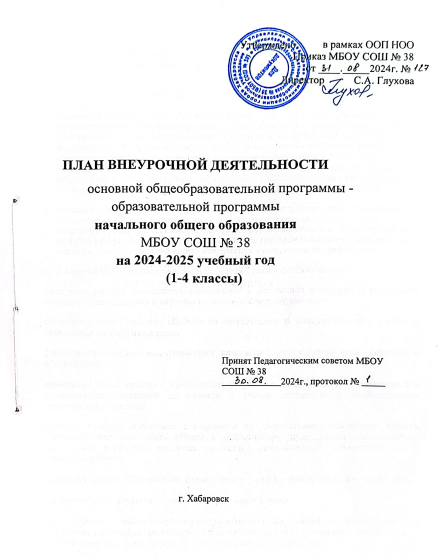 Утверждено в рамках ООП НОО
Приказ МБОУ СОШ № 38
от 31 . 08 2024г. № 127
Директор С.А. Глухова
ПЛАН ВНЕУРОЧНОЙ ДЕЯТЕЛЬНОСТИ
основной общеобразовательной программы -
образовательной программы
начального общего образования
МБОУ СОШ № 38
на 2024-2025 учебный год
(1-4 классы)
Принят Педагогическим советом МБОУ
СОШ № 38
30.08. 2024г., протокол № 1
г. Хабаровск